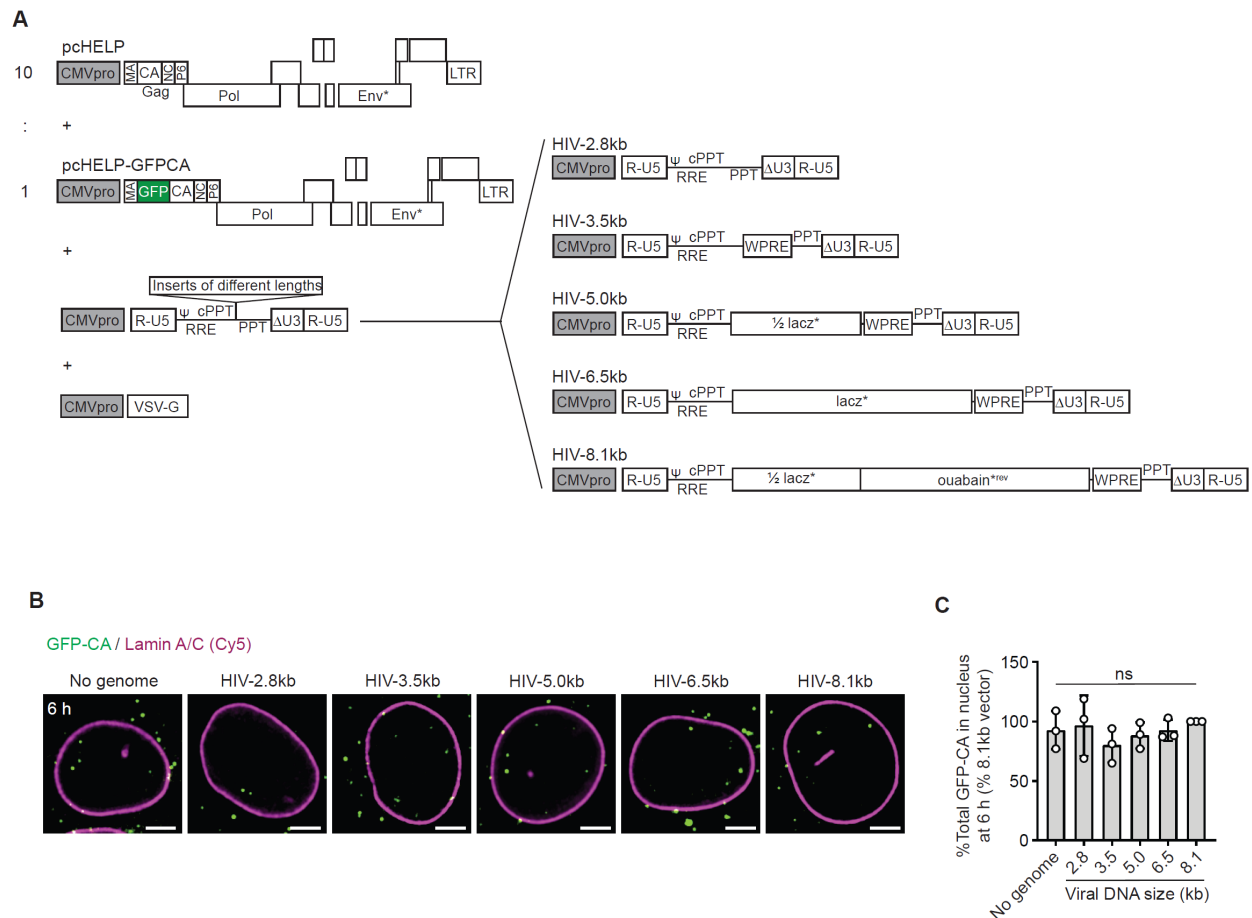 A
pcHELP
10
CMVpro MA CA NC P6 LTR
Gag Pol Env*
: +
pcHELP-GFPCA
1
CMVpro MA GFP CA NC P6 LTR
Pol Env*
+
Inserts of different lengths
CMVpro R-U5 Ψ cPPT RRE PPT ΔU3 R-U5
+
CMVpro VSV-G
HIV-2.8kb
CMVpro R-U5 Ψ cPPT RRE PPT ΔU3 R-U5
HIV-3.5kb
CMVpro R-U5 Ψ cPPT RRE WPRE PPT ΔU3 R-U5
HIV-5.0kb
CMVpro R-U5 Ψ cPPT RRE ½ lacz* WPRE PPT ΔU3 R-U5
HIV-6.5kb
CMVpro R-U5 Ψ cPPT RRE lacz* WPRE PPT ΔU3 R-U5
HIV-8.1kb
CMVpro R-U5 Ψ cPPT RRE ½ lacz* ouabain*rev WPRE PPT ΔU3 R-U5
B
GFP-CA / Lamin A/C (Cy5)
No genome HIV-2.8kb HIV-3.5kb HIV-5.0kb HIV-6.5kb HIV-8.1kb
6 h
C
%Total GFP-CA in nucleus
at 6 h (% 8.1kb vector)
150
100
50
0
ns
No genome 2.8 3.5 5.0 6.5 8.1
Viral DNA size (kb)